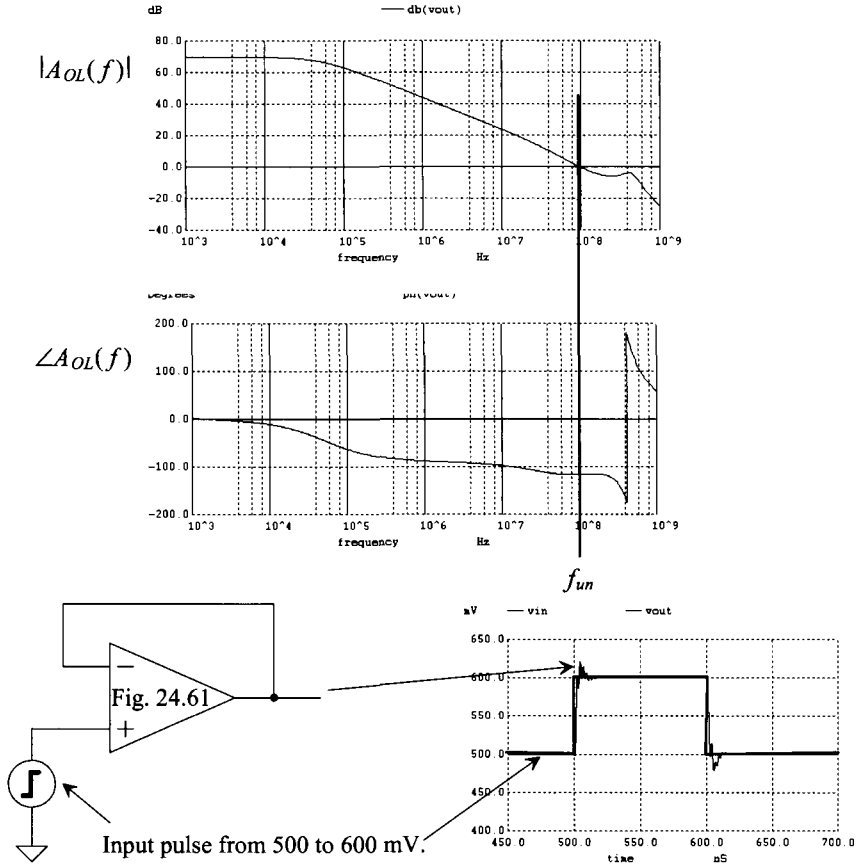 dB
db(vout)
|A_OL(f)|
80.0
60.0
40.0
20.0
0.0
-20.0
-40.0
10^3 10^4 10^5 10^6 10^7 10^8 10^9
frequency Hz
∠A_OL(f)
200.0
100.0
0.0
-100.0
-200.0
10^3 10^4 10^5 10^6 10^7 10^8 10^9
frequency Hz
f_un
mV vin vout
650.0
600.0
550.0
500.0
450.0
400.0
450.0 500.0 550.0 600.0 650.0 700.0
time nS
−
Fig. 24.61
+
Input pulse from 500 to 600 mV.